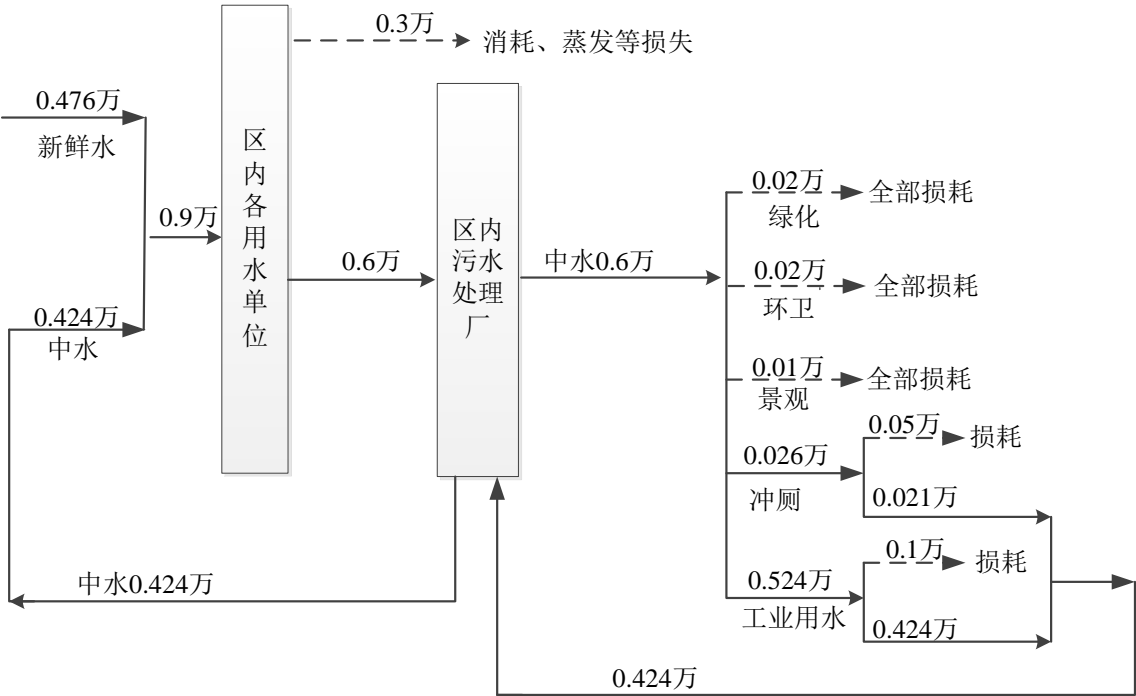 0.3万
消耗、蒸发等损失
0.476万
新鲜水
区内各用水单位
0.9万
0.424万
中水
0.6万
区内
污水
处理
厂
中水0.6万
0.02万
绿化
全部损耗
0.02万
环卫
全部损耗
0.01万
景观
全部损耗
0.026万
冲厕
0.05万
损耗
0.021万
0.524万
工业用水
0.1万
损耗
0.424万
中水0.424万
0.424万